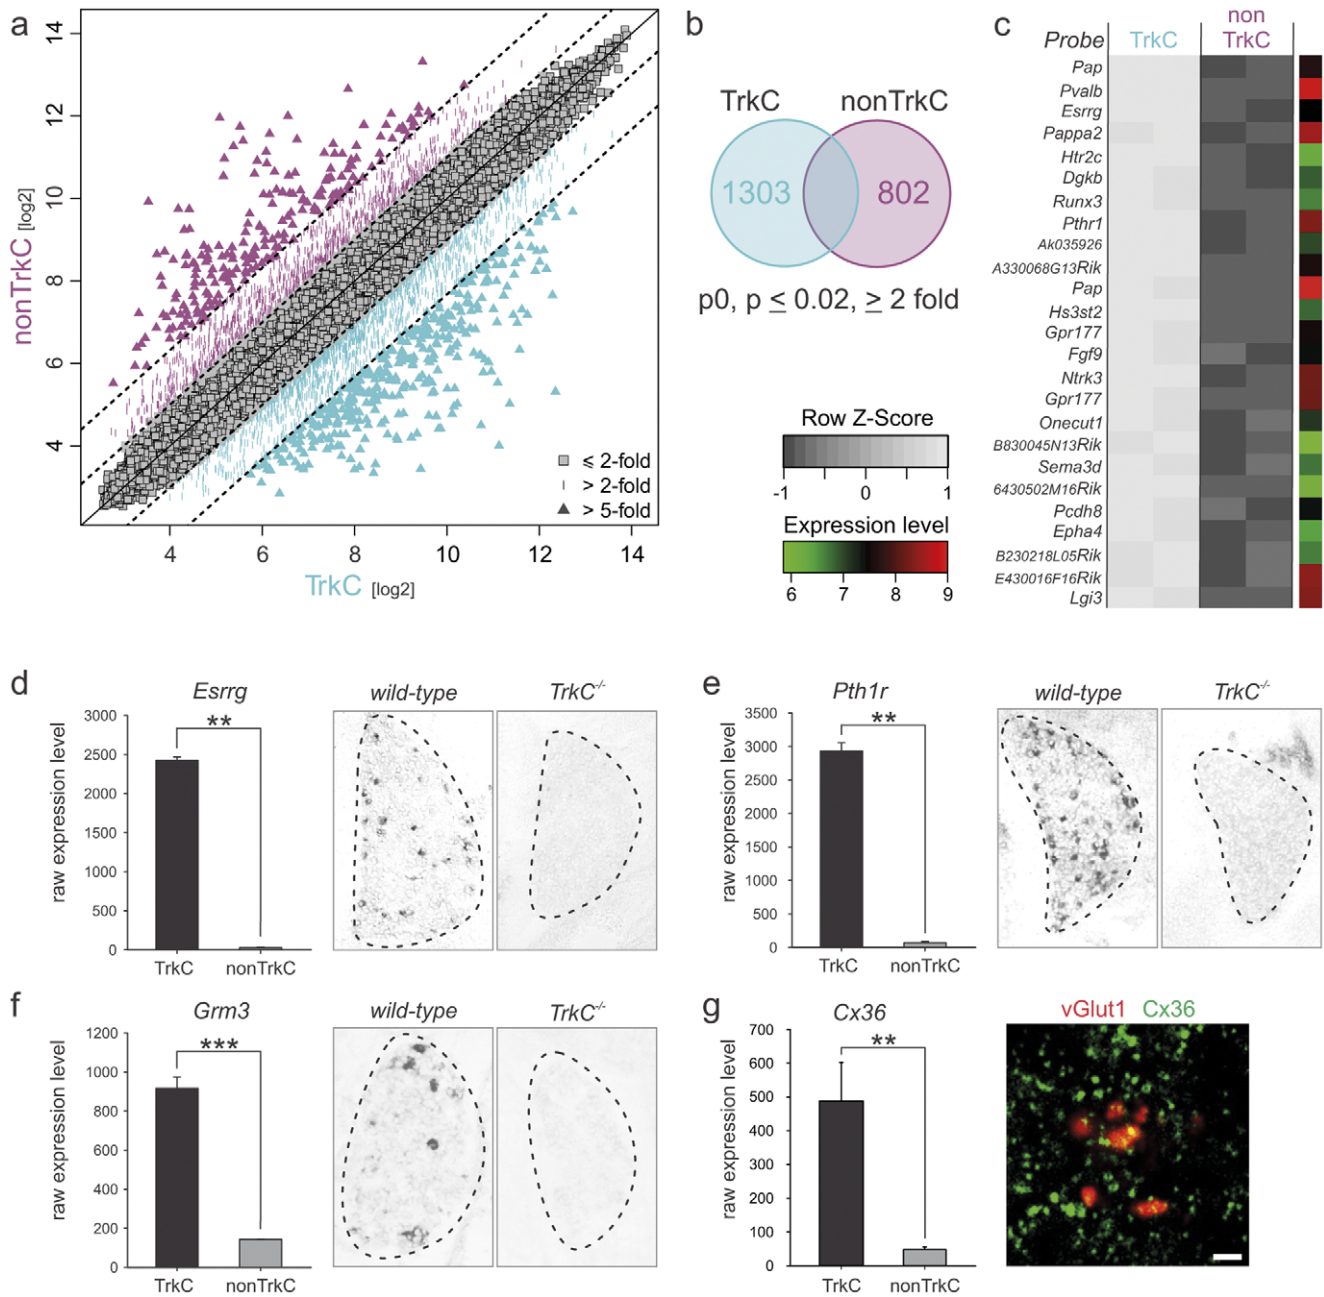 a
nonTrkC [log2]
14
12
10
8
6
4
4 6 8 10 12 14
TrkC [log2]
≤ 2-fold
> 2-fold
> 5-fold
b
TrkC nonTrkC
1303 802
p0, p ≤ 0.02, ≥ 2 fold
Row Z-Score
-1 0 1
Expression level
6 7 8 9
c
Probe TrkC non TrkC
Pap
Pvalb
Esrrg
Pappa2
Htr2c
Dgkb
Runx3
Pthr1
Ak035926
A330068G13Rik
Pap
Hs3st2
Gpr177
Fgf9
Ntrk3
Gpr177
Onecut1
B830045N13Rik
Sema3d
6430502M16Rik
Pcdh8
Epha4
B230218L05Rik
E430016F16Rik
Lgi3
d
Esrrg
raw expression level
3000
2500
2000
1500
1000
500
0
**
TrkC nonTrkC
wild-type TrkC-/-
e
Pth1r
raw expression level
3500
3000
2500
2000
1500
1000
500
0
**
TrkC nonTrkC
wild-type TrkC-/-
f
Grm3
raw expression level
1200
1000
800
600
400
200
0
***
TrkC nonTrkC
wild-type TrkC-/-
g
Cx36
raw expression level
700
600
500
400
300
200
100
0
**
TrkC nonTrkC
vGlut1 Cx36